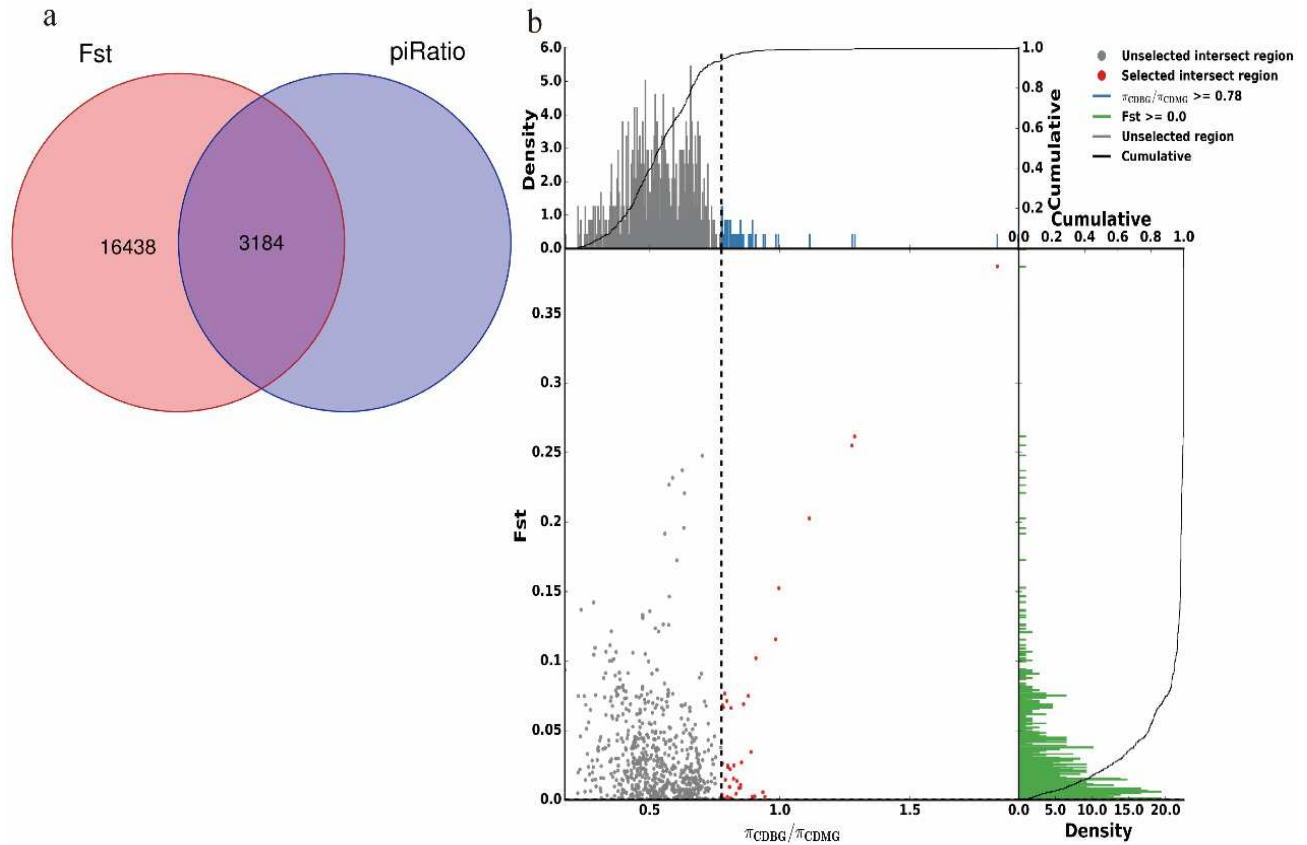 a
Fst
piRatio
16438
3184
b
6.0
5.0
4.0
3.0
2.0
1.0
0.0
Density
1.0
0.8
0.6
0.4
0.2
0.0
Cumulative
Unselected intersect region
Selected intersect region
πCDBG/πCDMG >= 0.78
Fst >= 0.0
Unselected region
Cumulative
Cumulative
0.2 0.4 0.6 0.8 1.0
0.35
0.3
0.25
0.2
0.15
0.1
0.05
0.0
Fst
0.5 1.0 1.5
πCDBG/πCDMG
0.0 5.0 10.0 15.0 20.0
Density